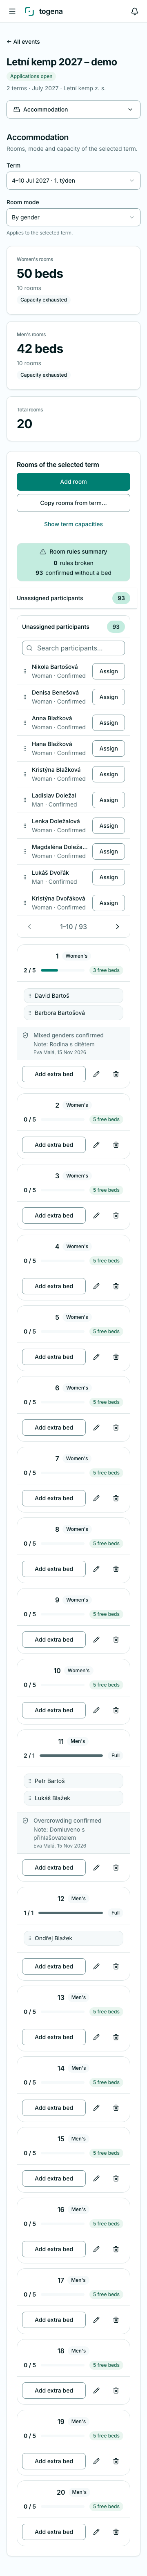 togena
← All events
Letní kemp 2027 – demo
Applications open
2 terms · July 2027 · Letní kemp z. s.
Accommodation
Accommodation
Rooms, mode and capacity of the selected term.
Term
4–10 Jul 2027 · 1. týden
Room mode
By gender
Applies to the selected term.
Women's rooms
50 beds
10 rooms
Capacity exhausted
Men's rooms
42 beds
10 rooms
Capacity exhausted
Total rooms
20
Rooms of the selected term
Add room
Copy rooms from term...
Show term capacities
Room rules summary
0 rules broken
93 confirmed without a bed
Unassigned participants 93
Unassigned participants 93
Search participants...
Nikola Bartošová
Woman · Confirmed
Assign
Denisa Benešová
Woman · Confirmed
Assign
Anna Blažková
Woman · Confirmed
Assign
Hana Blažková
Woman · Confirmed
Assign
Kristýna Blažková
Woman · Confirmed
Assign
Ladislav Doležal
Man · Confirmed
Assign
Lenka Doležalová
Woman · Confirmed
Assign
Magdaléna Doleža...
Woman · Confirmed
Assign
Lukáš Dvořák
Man · Confirmed
Assign
Kristýna Dvořáková
Woman · Confirmed
Assign
1–10 / 93
1 Women's
2 / 5 3 free beds
David Bartoš
Barbora Bartošová
Mixed genders confirmed
Note: Rodina s dítětem
Eva Malá, 15 Nov 2026
Add extra bed
2 Women's
0 / 5 5 free beds
Add extra bed
3 Women's
0 / 5 5 free beds
Add extra bed
4 Women's
0 / 5 5 free beds
Add extra bed
5 Women's
0 / 5 5 free beds
Add extra bed
6 Women's
0 / 5 5 free beds
Add extra bed
7 Women's
0 / 5 5 free beds
Add extra bed
8 Women's
0 / 5 5 free beds
Add extra bed
9 Women's
0 / 5 5 free beds
Add extra bed
10 Women's
0 / 5 5 free beds
Add extra bed
11 Men's
2 / 1 Full
Petr Bartoš
Lukáš Blažek
Overcrowding confirmed
Note: Domluveno s
přihlašovatelem
Eva Malá, 15 Nov 2026
Add extra bed
12 Men's
1 / 1 Full
Ondřej Blažek
Add extra bed
13 Men's
0 / 5 5 free beds
Add extra bed
14 Men's
0 / 5 5 free beds
Add extra bed
15 Men's
0 / 5 5 free beds
Add extra bed
16 Men's
0 / 5 5 free beds
Add extra bed
17 Men's
0 / 5 5 free beds
Add extra bed
18 Men's
0 / 5 5 free beds
Add extra bed
19 Men's
0 / 5 5 free beds
Add extra bed
20 Men's
0 / 5 5 free beds
Add extra bed